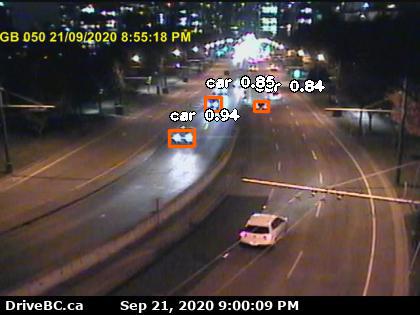 GB 050 21/09/2020 8:55:18 PM
car 0.85
car 0.84
car 0.94
DriveBC.ca Sep 21, 2020 9:00:09 PM